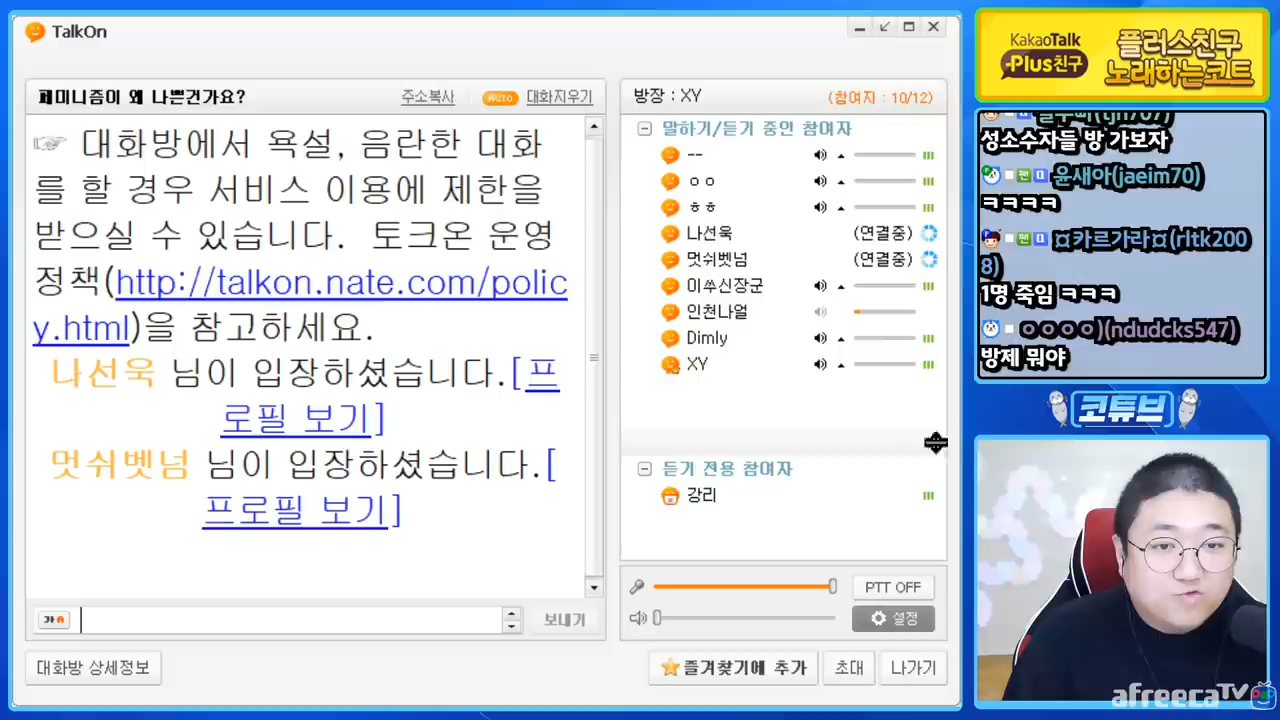 TalkOn
페미니즘이 왜 나쁜건가요?
주소복사
AUTO
대화지우기
☞ 대화방에서 욕설, 음란한 대화
를 할 경우 서비스 이용에 제한을
받으실 수 있습니다. 토크온 운영
정책(http://talkon.nate.com/polic
y.html)을 참고하세요.
나선욱 님이 입장하셨습니다.[프
로필 보기]
멋쉬벳넘 님이 입장하셨습니다.[
프로필 보기]
가
보내기
대화방 상세정보
방장 : XY
(참여자 : 10/12)
말하기/듣기 중인 참여자
--
ㅇㅇ
ㅎㅎ
나선욱 (연결중)
멋쉬벳넘 (연결중)
미쑤신장군
인천나얼
Dimly
XY
듣기 전용 참여자
강리
PTT OFF
설정
즐겨찾기에 추가
초대
나가기
KakaoTalk
Plus친구
플러스친구
노래하는코트
성소수자들 방 가보자
팬
윤새아(jaeim70)
ㅋㅋㅋㅋ
팬
¤카르가라¤(rltk200
8)
1명 죽임 ㅋㅋㅋ
ㅇㅇㅇㅇ)(ndudcks547)
방제 뭐야
코튜브
afreecaTV